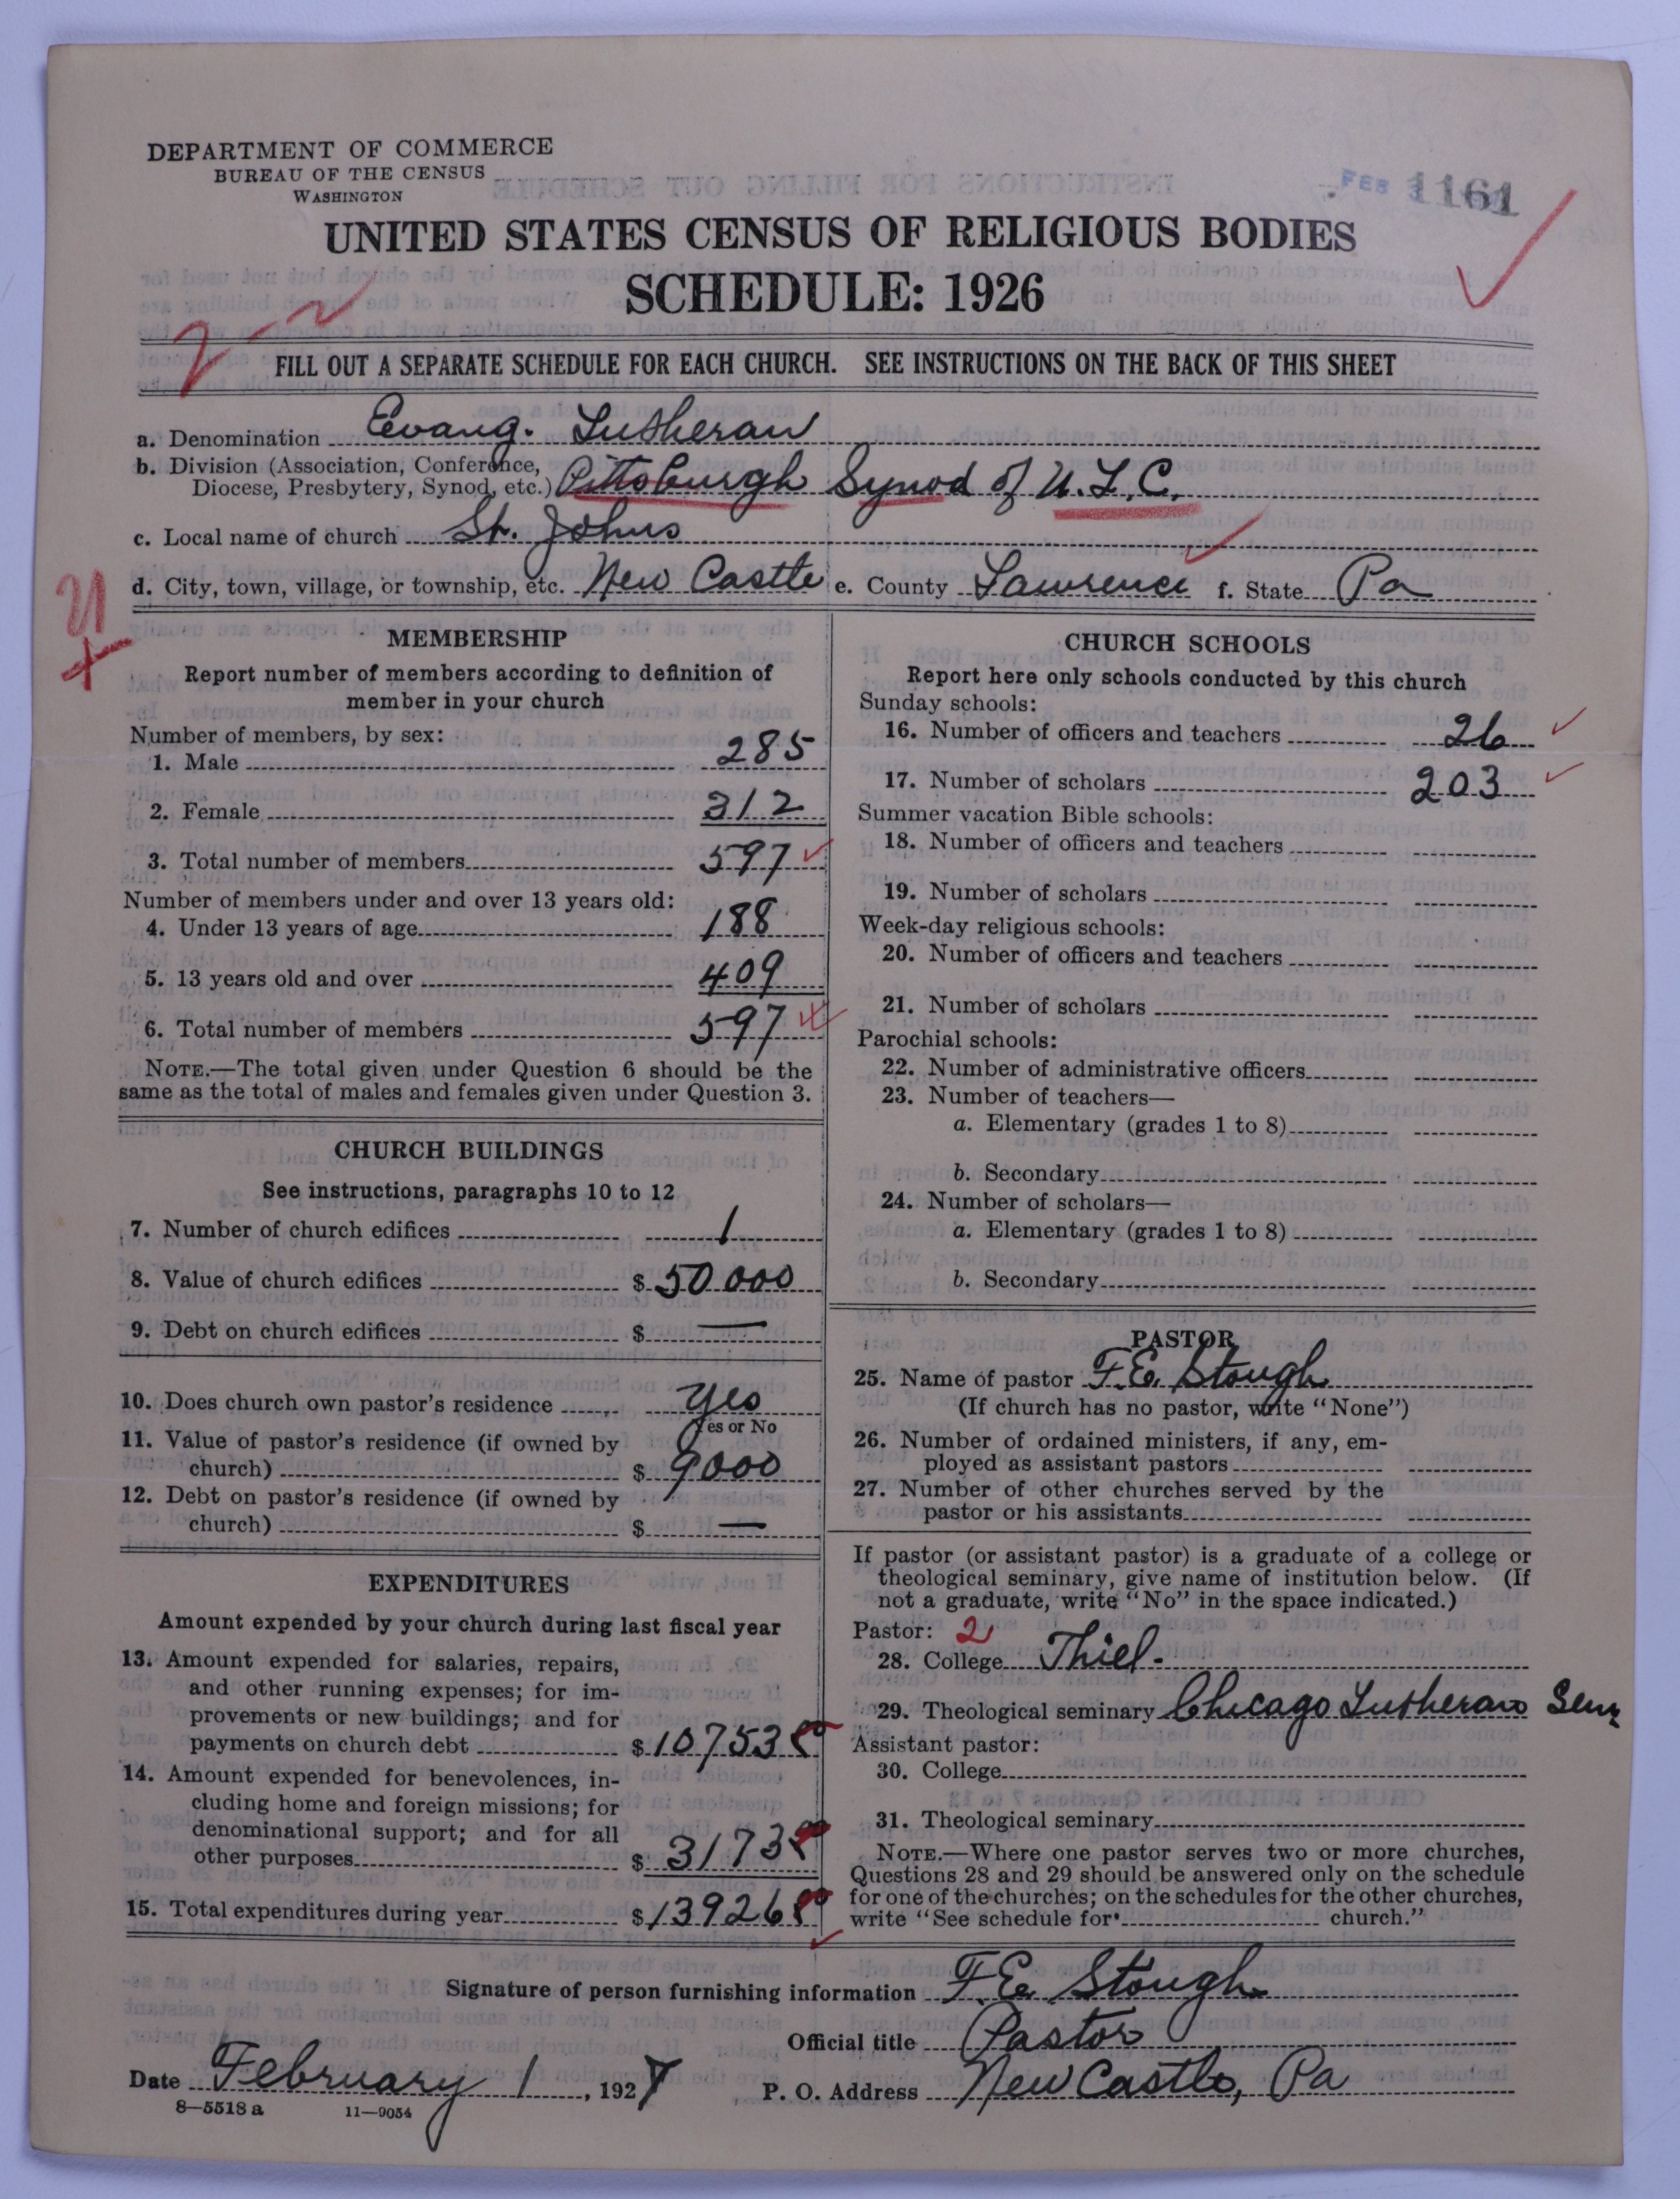 DEPARTMENT OF COMMERCE
BUREAU OF THE CENSUS
WASHINGTON
FEB 1161
UNITED STATES CENSUS OF RELIGIOUS BODIES
SCHEDULE: 1926
FILL OUT A SEPARATE SCHEDULE FOR EACH CHURCH. SEE INSTRUCTIONS ON THE BACK OF THIS SHEET
a. Denomination Evang. Lutheran
b. Division (Association, Conference,
Diocese, Presbytery, Synod, etc.) Pittsburgh Synod of U.L.C.
c. Local name of church St. Johns
d. City, town, village, or township, etc. New Castle e. County Lawrence f. State Pa
21
MEMBERSHIP
Report number of members according to definition of
member in your church
Number of members, by sex:
1. Male 285
2. Female 312
3. Total number of members 597
Number of members under and over 13 years old:
4. Under 13 years of age 188
5. 13 years old and over 409
6. Total number of members 597
NOTE.—The total given under Question 6 should be the
same as the total of males and females given under Question 3.
CHURCH BUILDINGS
See instructions, paragraphs 10 to 12
7. Number of church edifices 1
8. Value of church edifices $ 50000
9. Debt on church edifices $ —
10. Does church own pastor's residence yes
Yes or No
11. Value of pastor's residence (if owned by
church) $ 9000
12. Debt on pastor's residence (if owned by
church) $ —
EXPENDITURES
Amount expended by your church during last fiscal year
13. Amount expended for salaries, repairs,
and other running expenses; for im-
provements or new buildings; and for
payments on church debt $ 10753
14. Amount expended for benevolences, in-
cluding home and foreign missions; for
denominational support; and for all
other purposes $ 3173
15. Total expenditures during year $ 13926
CHURCH SCHOOLS
Report here only schools conducted by this church
Sunday schools:
16. Number of officers and teachers 26
17. Number of scholars 203
Summer vacation Bible schools:
18. Number of officers and teachers
19. Number of scholars
Week-day religious schools:
20. Number of officers and teachers
21. Number of scholars
Parochial schools:
22. Number of administrative officers
23. Number of teachers—
a. Elementary (grades 1 to 8)
b. Secondary
24. Number of scholars—
a. Elementary (grades 1 to 8)
b. Secondary
PASTOR
25. Name of pastor F.E. Stough
(If church has no pastor, write "None")
26. Number of ordained ministers, if any, em-
ployed as assistant pastors
27. Number of other churches served by the
pastor or his assistants
If pastor (or assistant pastor) is a graduate of a college or
theological seminary, give name of institution below. (If
not a graduate, write "No" in the space indicated.)
Pastor: 2
28. College Thiel.
29. Theological seminary Chicago Lutheran Sem
Assistant pastor:
30. College
31. Theological seminary
NOTE.—Where one pastor serves two or more churches,
Questions 28 and 29 should be answered only on the schedule
for one of the churches; on the schedules for the other churches,
write "See schedule for church."
Signature of person furnishing information F.E. Stough
Official title Pastor
Date February 1, 1927 P. O. Address New Castle, Pa
8—5518 a 11—9054